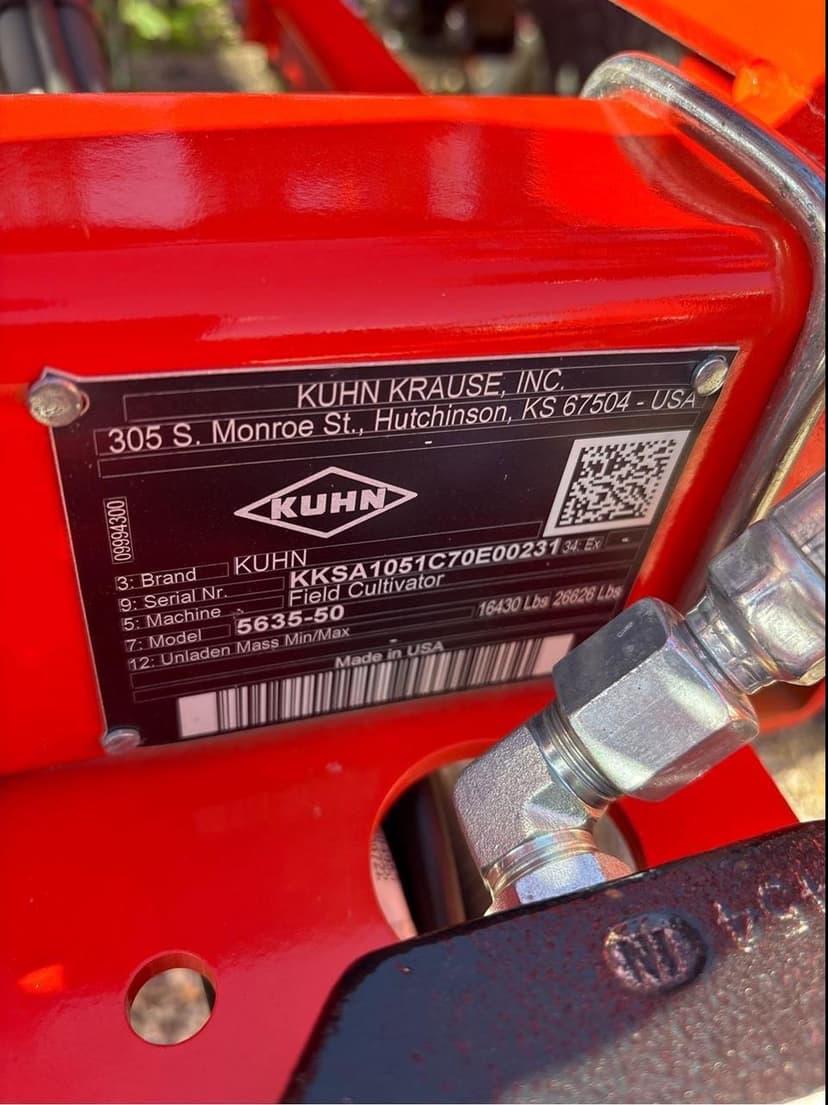 KUHN KRAUSE, INC.
305 S. Monroe St., Hutchinson, KS 67504 - USA
-
KUHN
09994300
3: Brand KUHN
9: Serial Nr. KKSA1051C70E00231 34: Ex -
5: Machine Field Cultivator
7: Model 5635-50
12: Unladen Mass Min/Max - 16430 Lbs 26626 Lbs
Made in USA